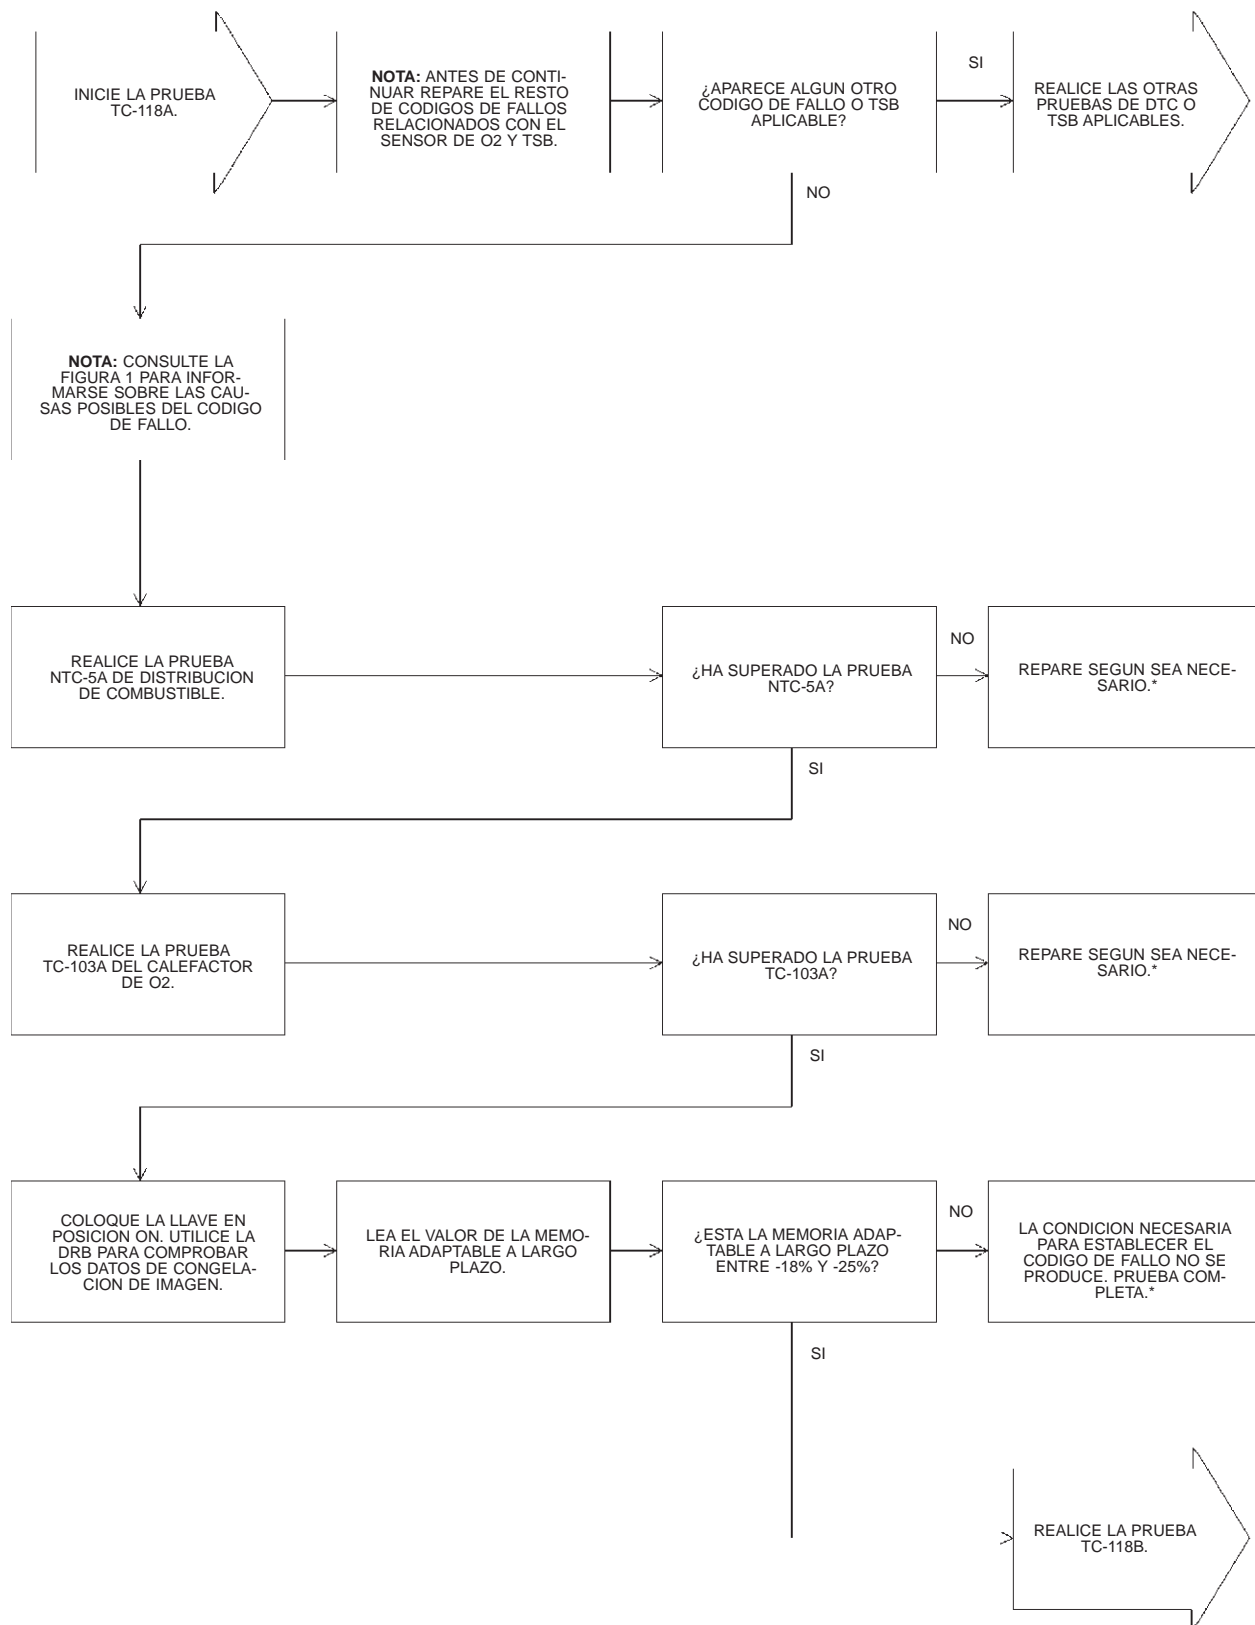 INICIE LA PRUEBA
TC-118A.
NOTA: ANTES DE CONTI-
NUAR REPARE EL RESTO
DE CODIGOS DE FALLOS
RELACIONADOS CON EL
SENSOR DE O2 Y TSB.
¿APARECE ALGUN OTRO
CODIGO DE FALLO O TSB
APLICABLE?
SI
REALICE LAS OTRAS
PRUEBAS DE DTC O
TSB APLICABLES.
NO
NOTA: CONSULTE LA
FIGURA 1 PARA INFOR-
MARSE SOBRE LAS CAU-
SAS POSIBLES DEL CODIGO
DE FALLO.
REALICE LA PRUEBA
NTC-5A DE DISTRIBUCION
DE COMBUSTIBLE.
¿HA SUPERADO LA PRUEBA
NTC-5A?
NO
REPARE SEGUN SEA NECE-
SARIO.*
SI
REALICE LA PRUEBA
TC-103A DEL CALEFACTOR
DE O2.
¿HA SUPERADO LA PRUEBA
TC-103A?
NO
REPARE SEGUN SEA NECE-
SARIO.*
SI
COLOQUE LA LLAVE EN
POSICION ON. UTILICE LA
DRB PARA COMPROBAR
LOS DATOS DE CONGELA-
CION DE IMAGEN.
LEA EL VALOR DE LA MEMO-
RIA ADAPTABLE A LARGO
PLAZO.
¿ESTA LA MEMORIA ADAP-
TABLE A LARGO PLAZO
ENTRE -18% Y -25%?
NO
LA CONDICION NECESARIA
PARA ESTABLECER EL
CODIGO DE FALLO NO SE
PRODUCE. PRUEBA COM-
PLETA.*
SI
REALICE LA PRUEBA
TC-118B.